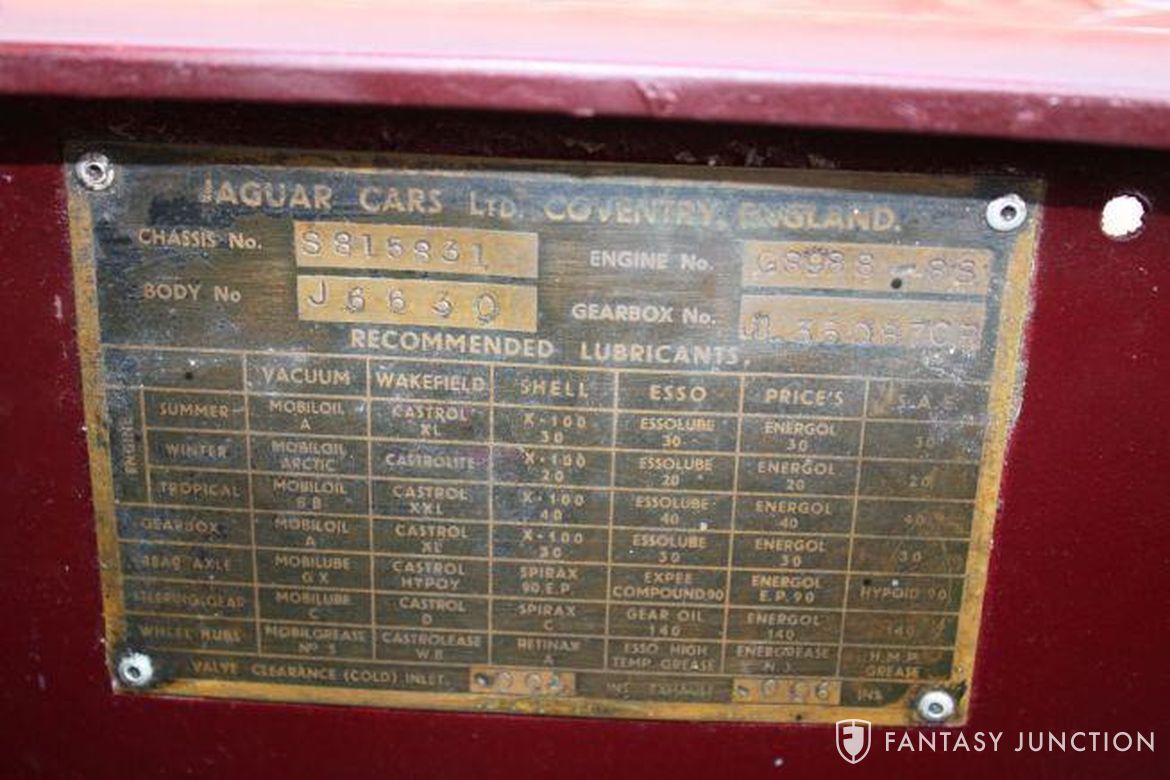 JAGUAR CARS LTD. COVENTRY, ENGLAND.
CHASSIS No. S815831 ENGINE No. G8988-8S
BODY No J6630 GEARBOX No.
RECOMMENDED LUBRICANTS.
VACUUM WAKEFIELD SHELL ESSO PRICE'S S.A.E.
ENGINE
SUMMER MOBILOIL A CASTROL XL X-100 30 ESSOLUBE 30 ENERGOL 30 30
WINTER MOBILOIL ARCTIC CASTROLITE X-100 20 ESSOLUBE 20 ENERGOL 20 20
TROPICAL MOBILOIL CASTROL XXL X-100 40 ESSOLUBE 40 ENERGOL 40 40
GEARBOX MOBILOIL A CASTROL XL X-100 30 ESSOLUBE 30 ENERGOL 30 30
REAR AXLE MOBILUBE GX CASTROL HYPOY SPIRAX 90 E.P. EXPEE COMPOUND 90 ENERGOL E.P. 90 HYPOID 90
STEERING GEAR MOBILUBE C CASTROL D SPIRAX C GEAR OIL 140 ENERGOL 140 140
WHEEL HUBS MOBILGREASE No 5 CASTROLEASE W B RETINAX A ESSO HIGH TEMP. GREASE ENERGREASE H.M.P. GREASE
VALVE CLEARANCE (COLD) INLET INS. EXHAUST INS
FANTASY JUNCTION